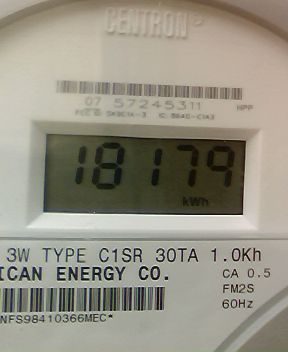 CENTRON
07 57245311 HPP
18179
kWh
3W TYPE C1SR 30TA 1.0Kh
ICAN ENERGY CO.
CA 0.5
FM2S
60Hz
NFS98410366MEC*